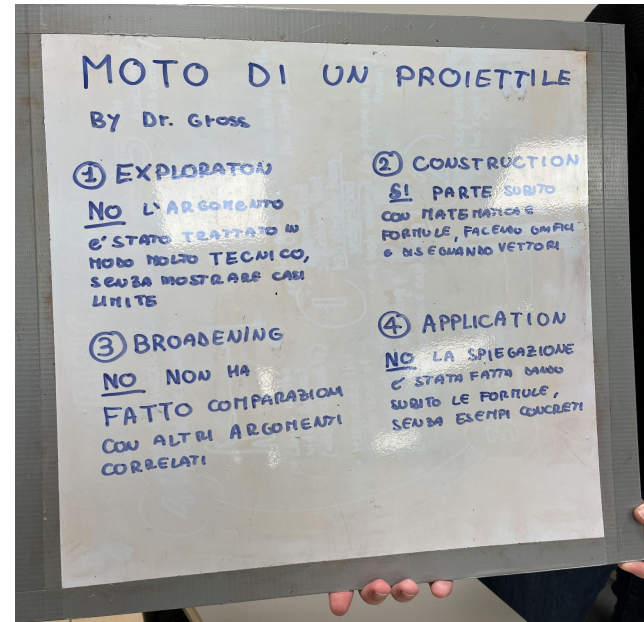 MOTO DI UN PROIETTILE
BY Dr. Gross
① EXPLORATON
NO L'ARGOMENTO
E' STATO TRATTATO IN
MODO MOLTO TECNICO,
SENZA MOSTRARE CASI
LIMITE
② CONSTRUCTION
SI PARTE SUBITO
CON MATEMATICA E
FORMULE, FACENDO GRAFICI
E DISEGNANDO VETTORI
③ BROADENING
NO NON HA
FATTO COMPARAZIONI
CON ALTRI ARGOMENTI
CORRELATI
④ APPLICATION
NO LA SPIEGAZIONE
E' STATA FATTA DANDO
SUBITO LE FORMULE,
SENZA ESEMPI CONCRETI